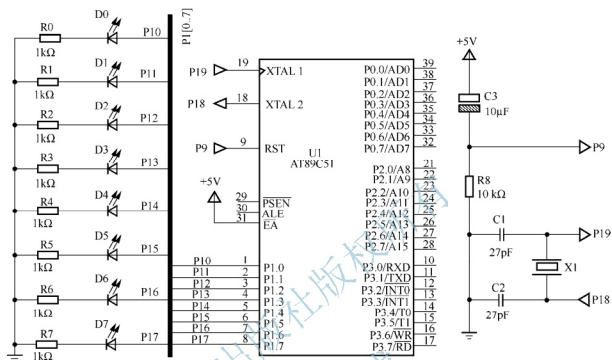 D0
R0
P10
1kΩ
D1
R1
P11
1kΩ
D2
R2
P12
1kΩ
D3
R3
P13
1kΩ
D4
R4
P14
1kΩ
D5
R5
P15
1kΩ
D6
R6
P16
1kΩ
D7
R7
P17
1kΩ
P1[0..7]
P19 19 XTAL 1
P18 18 XTAL 2
P9 9 RST
U1
AT89C51
+5V
29 PSEN
30 ALE
31 EA
P10 1 P1.0
P11 2 P1.1
P12 3 P1.2
P13 4 P1.3
P14 5 P1.4
P15 6 P1.5
P16 7 P1.6
P17 8 P1.7
P0.0/AD0 39
P0.1/AD1 38
P0.2/AD2 37
P0.3/AD3 36
P0.4/AD4 35
P0.5/AD5 34
P0.6/AD6 33
P0.7/AD7 32
P2.0/A8 21
P2.1/A9 22
P2.2/A10 23
P2.3/A11 24
P2.4/A12 25
P2.5/A13 26
P2.6/A14 27
P2.7/A15 28
P3.0/RXD 10
P3.1/TXD 11
P3.2/INT0 12
P3.3/INT1 13
P3.4/T0 14
P3.5/T1 15
P3.6/WR 16
P3.7/RD 17
+5V
C3
10μF
P9
R8
10 kΩ
C1
P19
27pF
X1
C2
P18
27pF
出版社版权所有